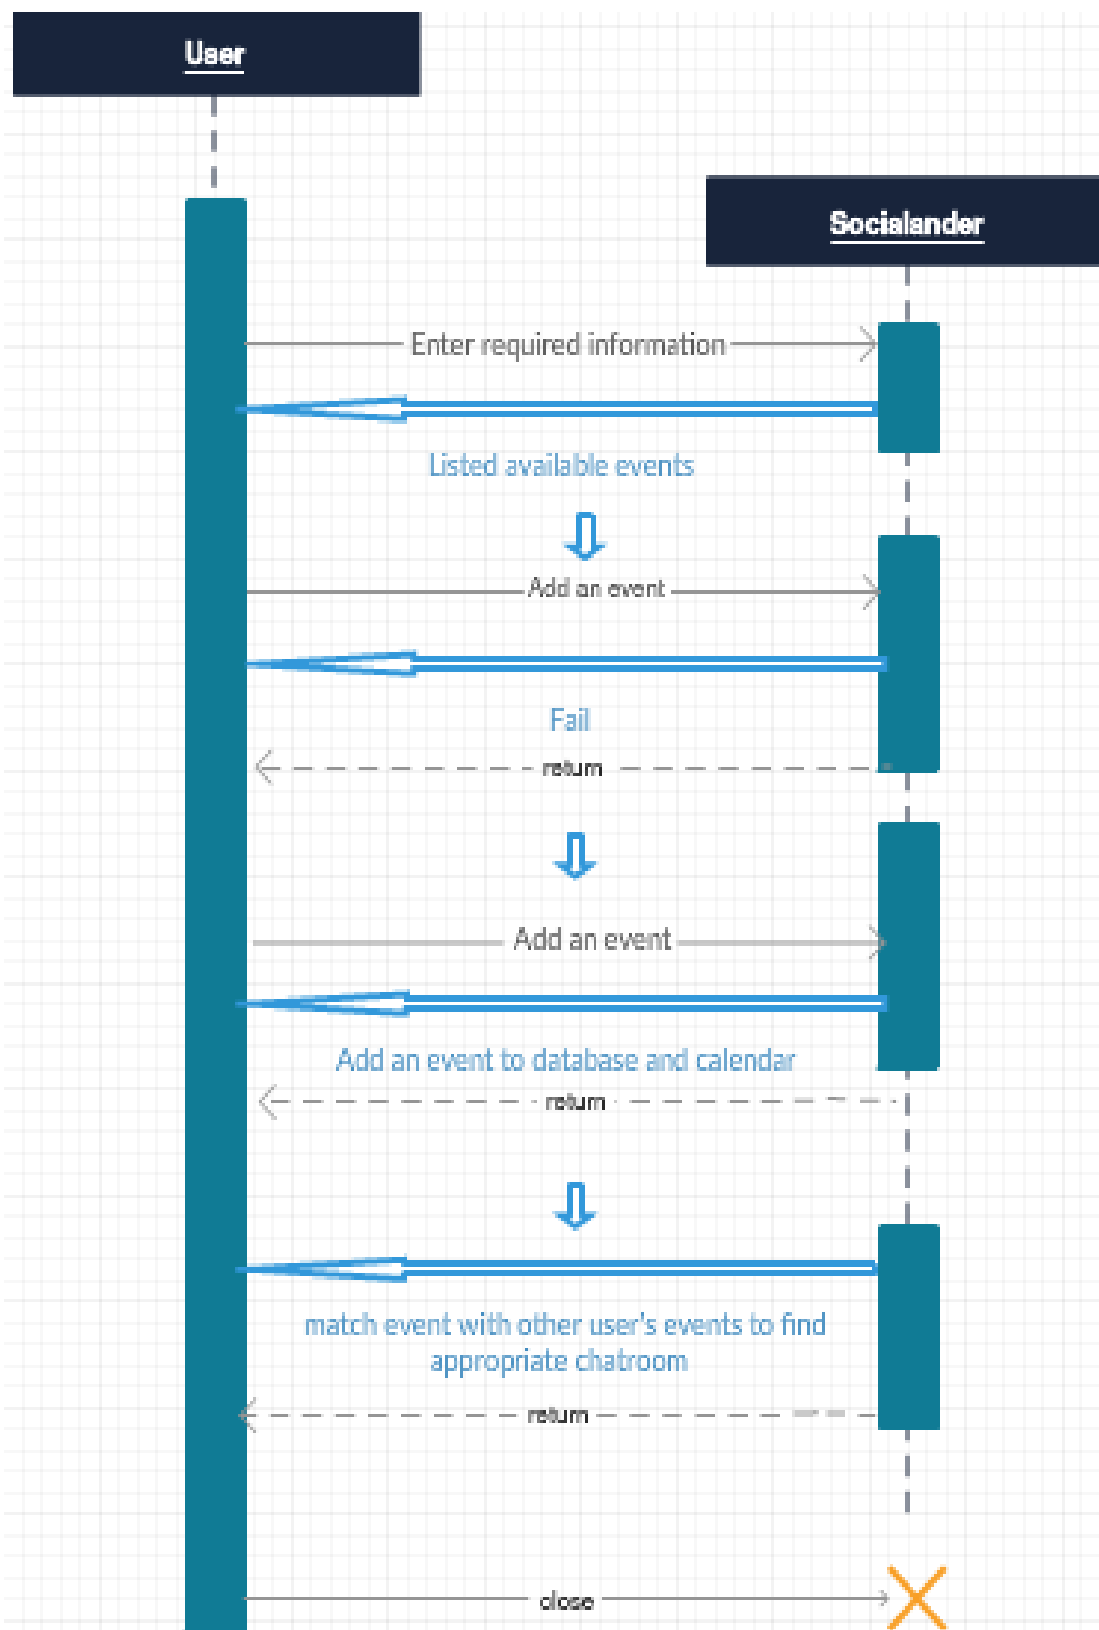 User
Socialander
Enter required information
Listed available events
Add an event
Fail
return
Add an event
Add an event to database and calendar
return
match event with other user's events to find
appropriate chatroom
return
close